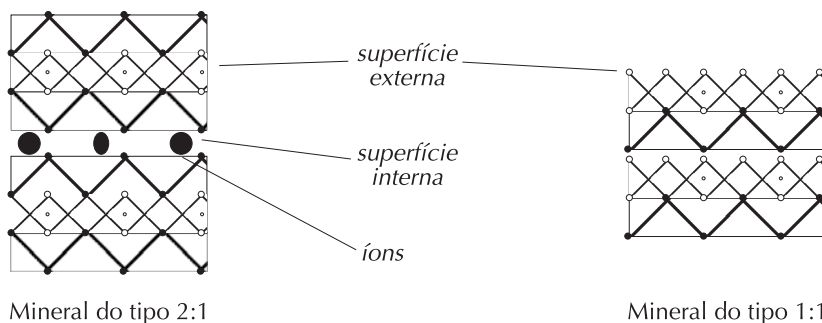 superfície
externa
superfície
interna
íons
Mineral do tipo 2:1
Mineral do tipo 1:1